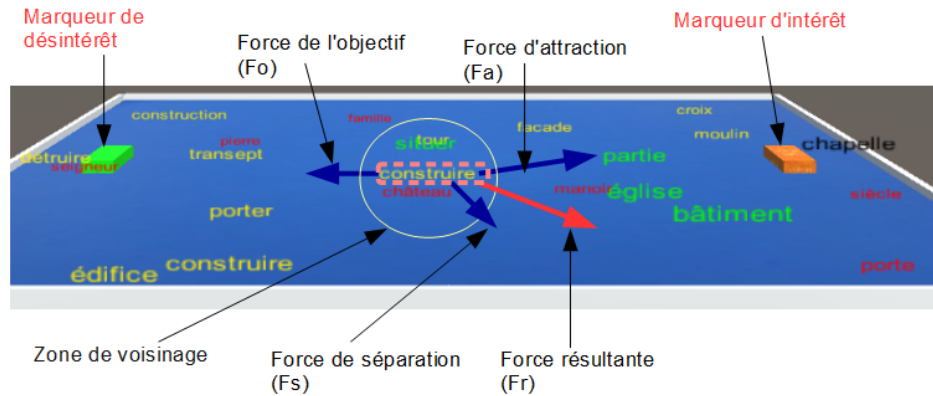 Marqueur de
désintérêt
Force de l'objectif
(Fo)
Force d'attraction
(Fa)
Marqueur d'intérêt
construction
famille
croix
tour
facade
moulin
situer
pierre
transept
partie
chapelle
détruire
seigneur
construire
château
manoir
église
siècle
porter
bâtiment
édifice
construire
porte
Zone de voisinage
Force de séparation
(Fs)
Force résultante
(Fr)